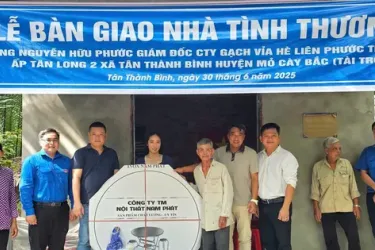 LỄ BÀN GIAO NHÀ TÌNH THƯƠN
NG NGUYỄN HỮU PHƯỚC GIÁM ĐỐC CTY GẠCH VỈA HÈ LIÊN PHƯỚC T
ẤP TÂN LONG 2 XÃ TÂN THÀNH BÌNH HUYỆN MỎ CÀY BẮC (TÀI TRỢ
Tân Thành Bình, ngày 30 tháng 6 năm 2025
CÔNG TY TM
NỘI THẤT NAM PHÁT